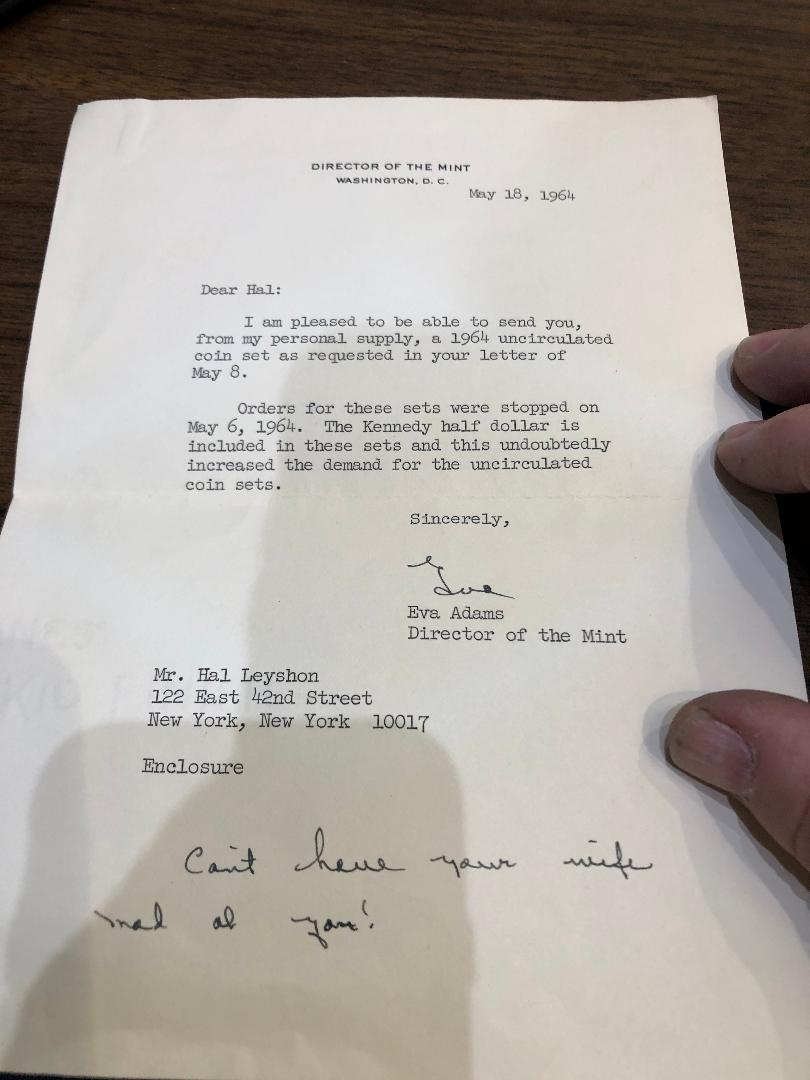 DIRECTOR OF THE MINT
WASHINGTON, D. C.
May 18, 1964
Dear Hal:
I am pleased to be able to send you,
from my personal supply, a 1964 uncirculated
coin set as requested in your letter of
May 8.
Orders for these sets were stopped on
May 6, 1964. The Kennedy half dollar is
included in these sets and this undoubtedly
increased the demand for the uncirculated
coin sets.
Sincerely,
Eva
Eva Adams
Director of the Mint
Mr. Hal Leyshon
122 East 42nd Street
New York, New York 10017
Enclosure
Can't have your wife
mad at you!